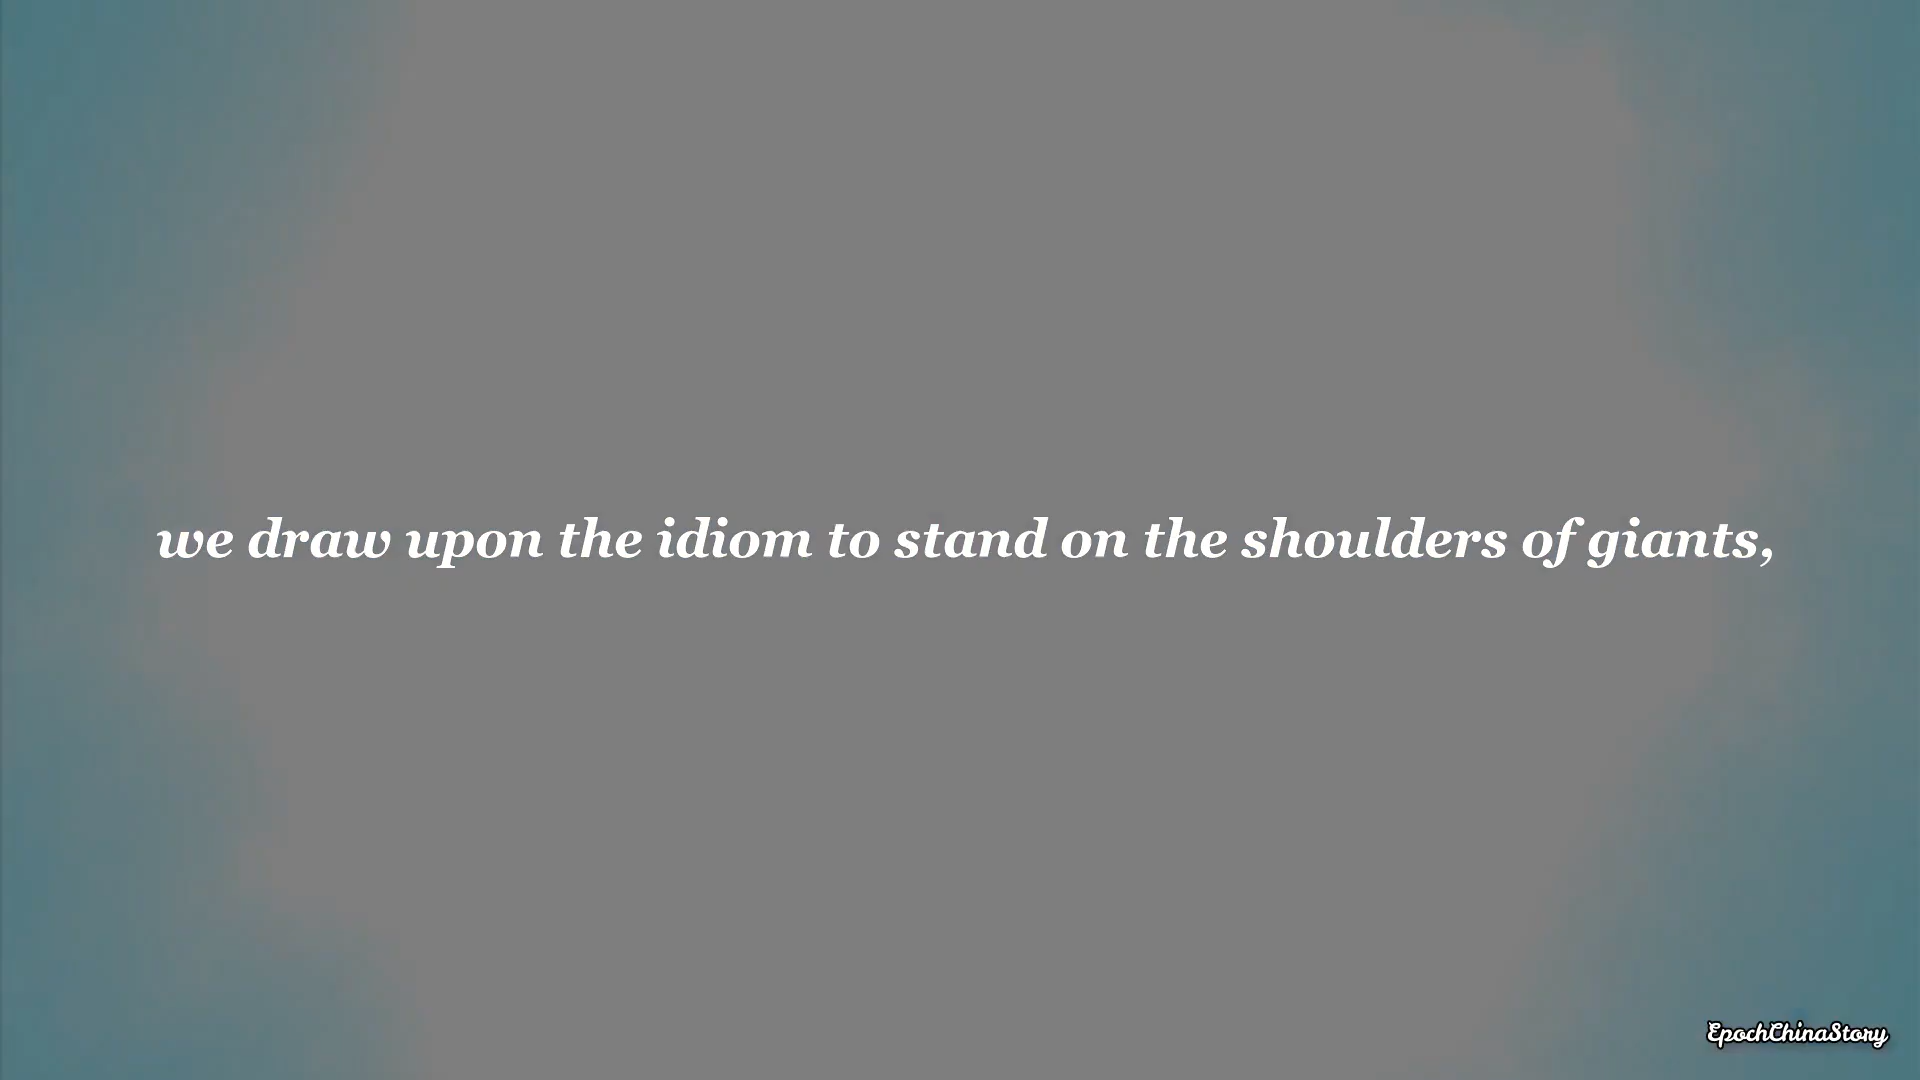 we draw upon the idiom to stand on the shoulders of giants,
EpochChinaStory